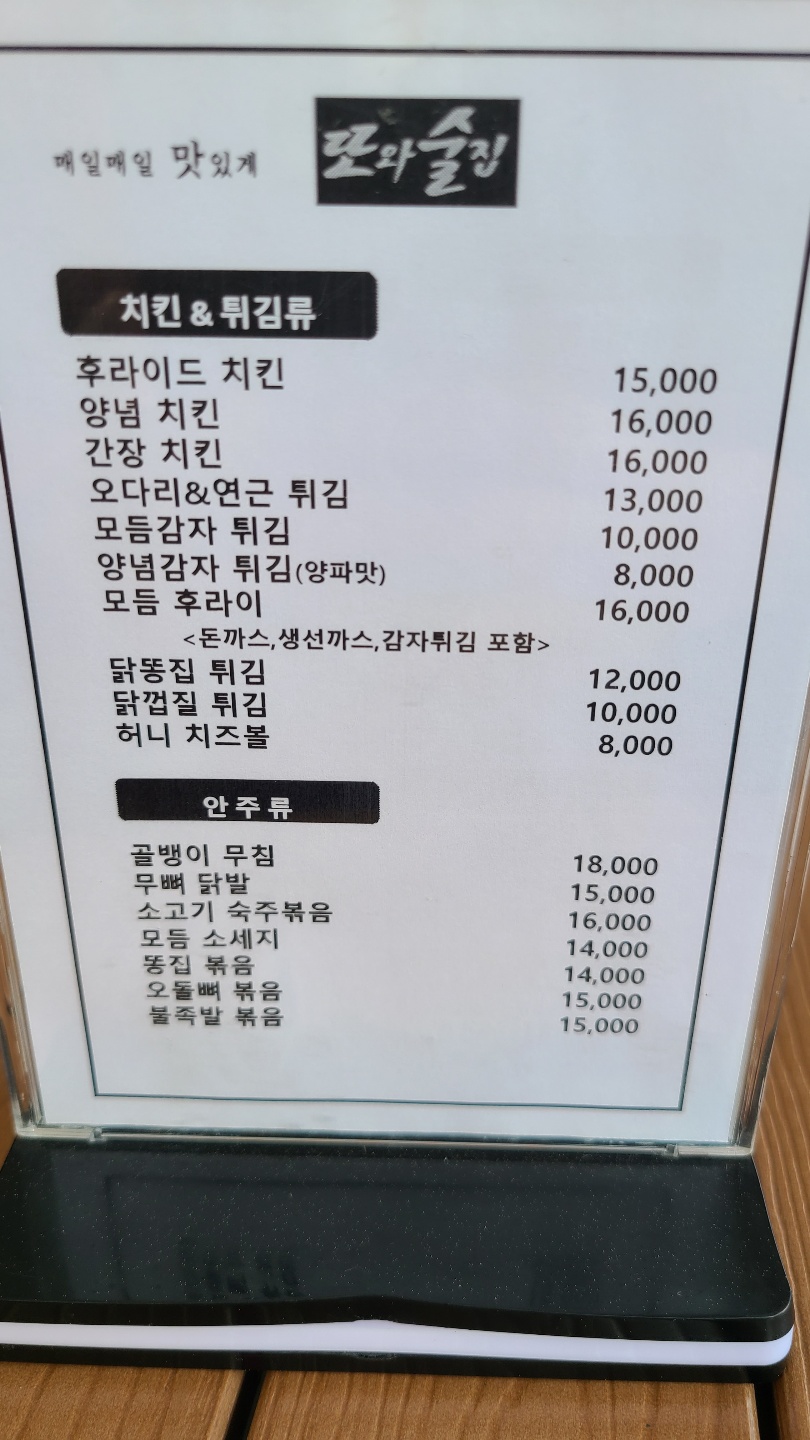 매일매일 맛있게 또와술집
치킨&튀김류
후라이드 치킨 15,000
양념 치킨 16,000
간장 치킨 16,000
오다리&연근 튀김 13,000
모듬감자 튀김 10,000
양념감자 튀김(양파맛) 8,000
모듬 후라이 16,000
<돈까스,생선까스,감자튀김 포함>
닭똥집 튀김 12,000
닭껍질 튀김 10,000
허니 치즈볼 8,000
안주류
골뱅이 무침 18,000
무뼈 닭발 15,000
소고기 숙주볶음 16,000
모듬 소세지 14,000
똥집 볶음 14,000
오돌뼈 볶음 15,000
불족발 볶음 15,000